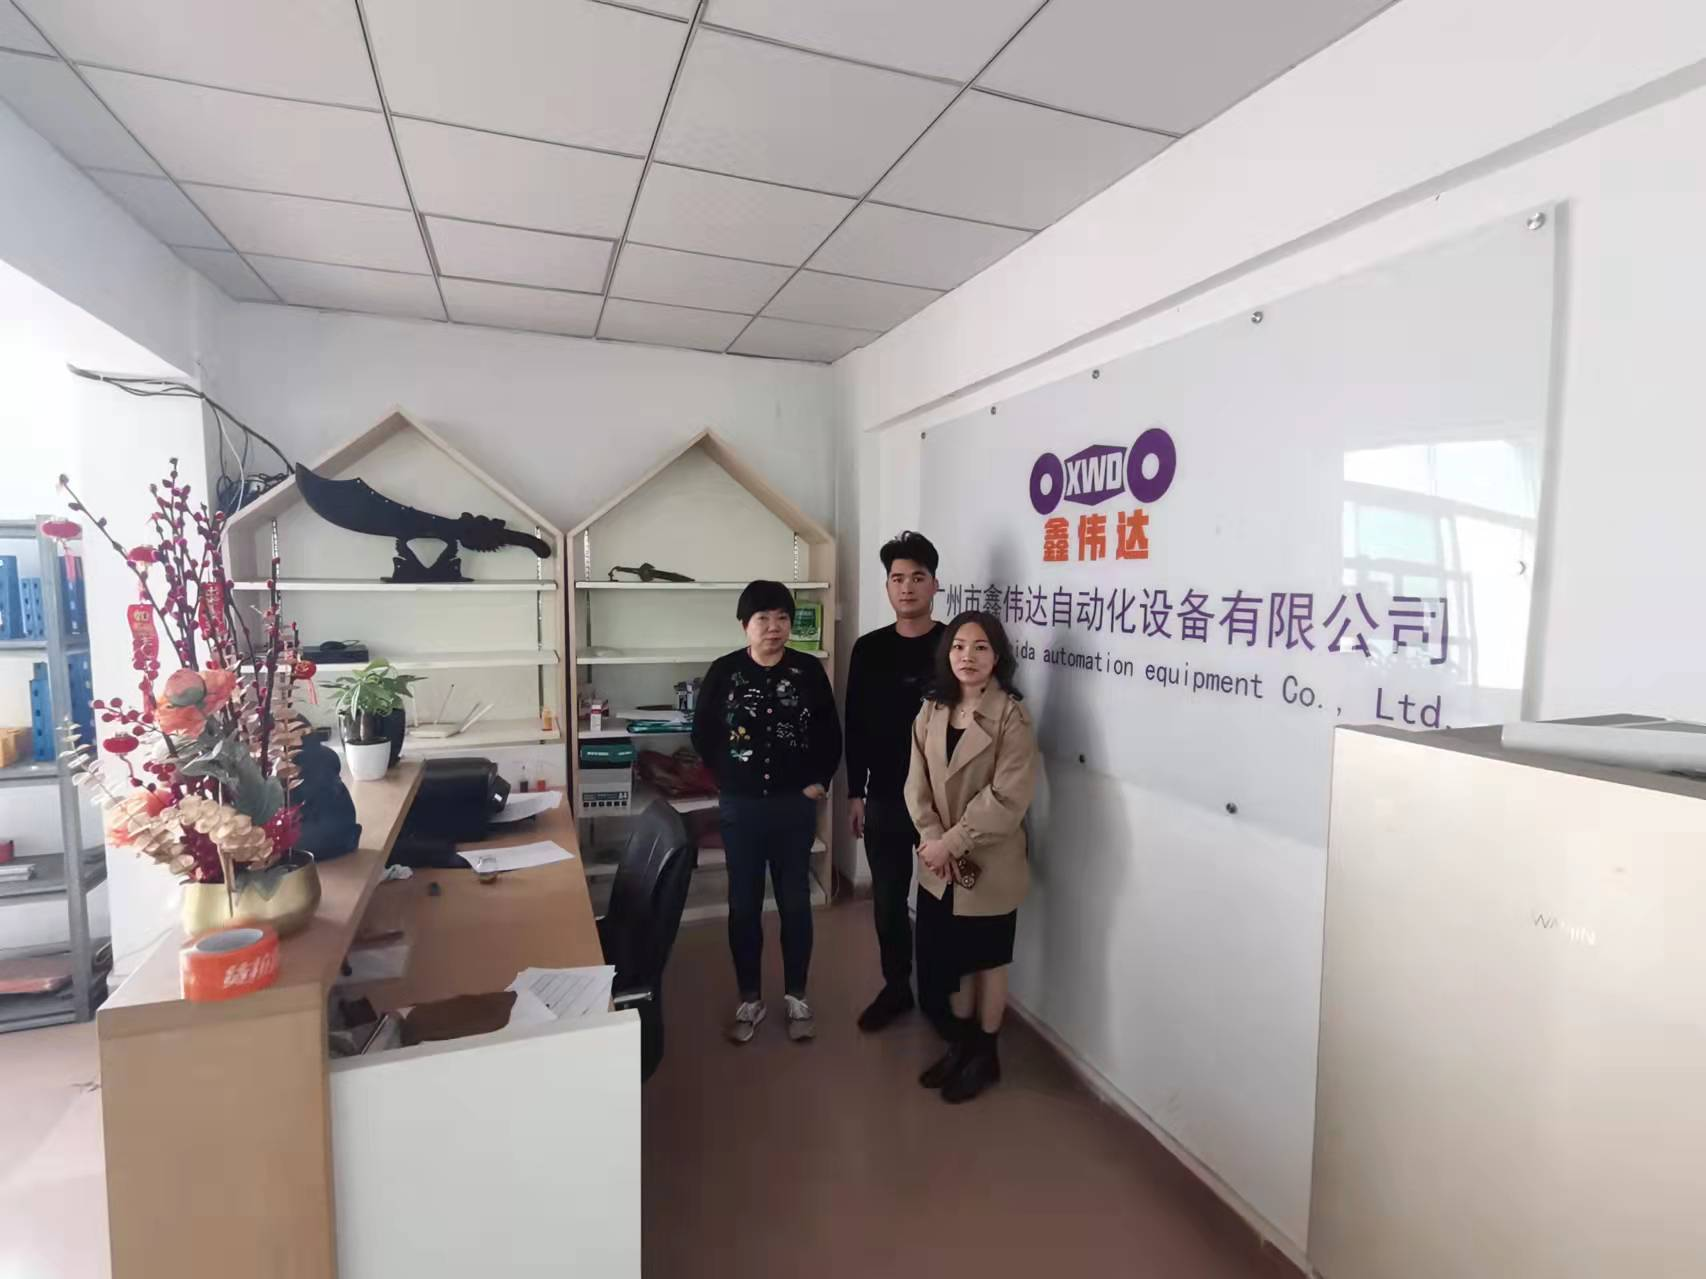 XWD
鑫伟达
广州市鑫伟达自动化设备有限公司
ida automation equipment Co., Ltd.